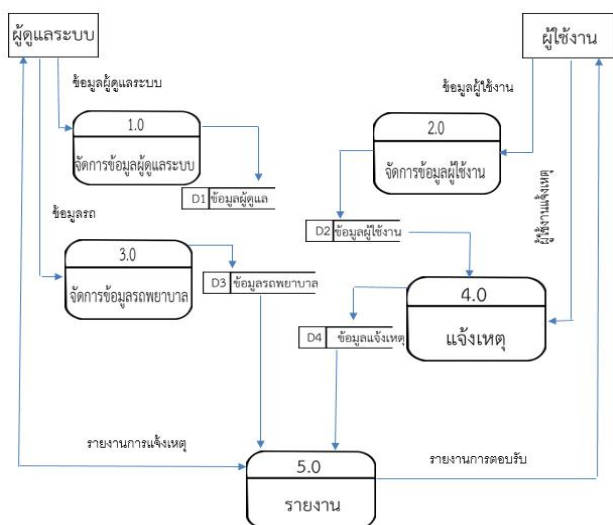 ผู้ดูแลระบบ
ผู้ใช้งาน
ข้อมูลผู้ดูแลระบบ
ข้อมูลผู้ใช้งาน
1.0
จัดการข้อมูลผู้ดูแลระบบ
2.0
จัดการข้อมูลผู้ใช้งาน
D1 ข้อมูลผู้ดูแล
ข้อมูลรถ
D2 ข้อมูลผู้ใช้งาน
ผู้ใช้งานแจ้งเหตุ
3.0
จัดการข้อมูลรถพยาบาล
D3 ข้อมูลรถพยาบาล
4.0
แจ้งเหตุ
D4 ข้อมูลแจ้งเหตุ
รายงานการแจ้งเหตุ
รายงานการตอบรับ
5.0
รายงาน